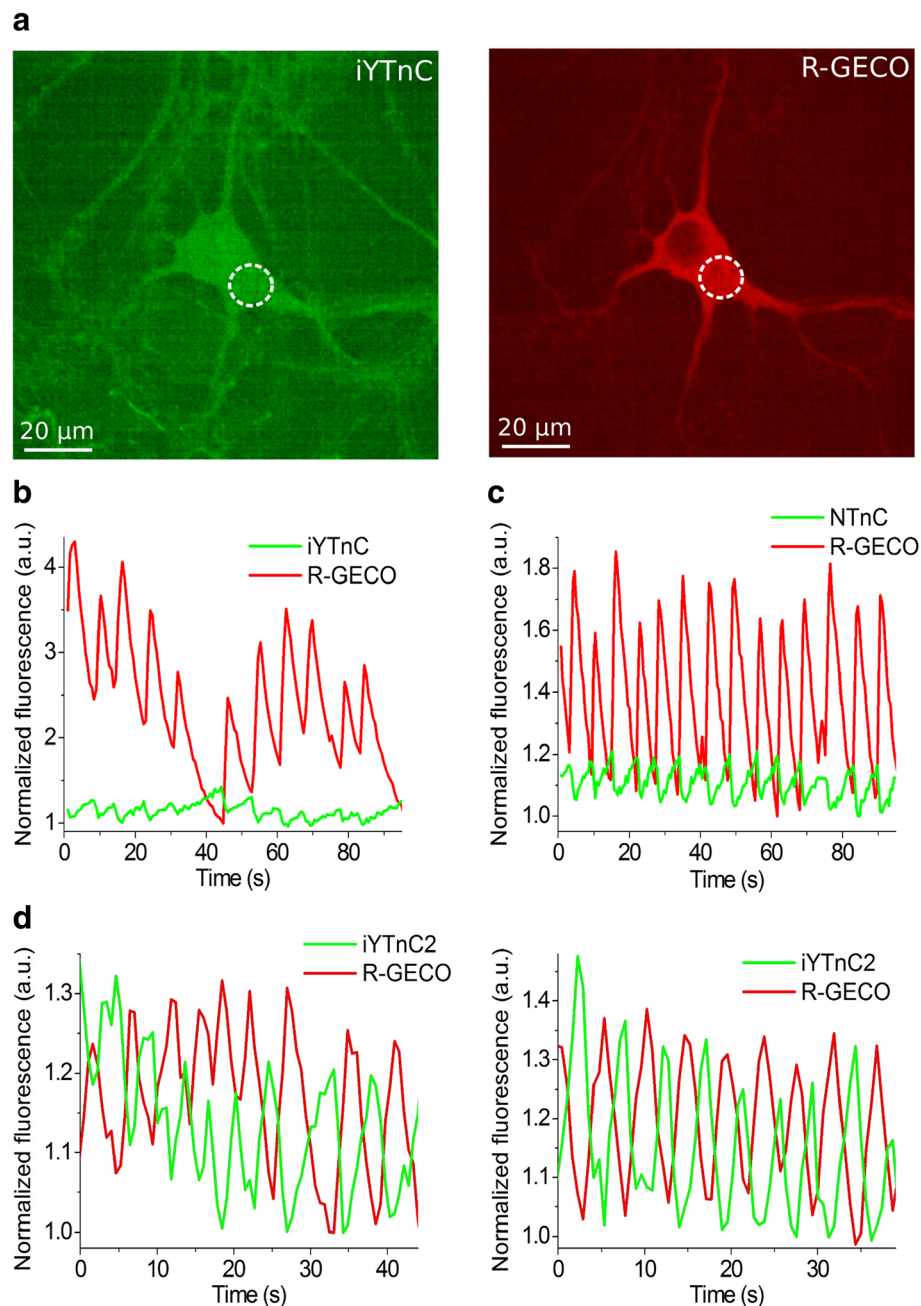 a
iYTnC
20 μm
R-GECO
20 μm
b
iYTnC
R-GECO
Normalized fluorescence (a.u.)
4
3
2
1
0 20 40 60 80
Time (s)
c
NTnC
R-GECO
Normalized fluorescence (a.u.)
1.8
1.6
1.4
1.2
1.0
0 20 40 60 80
Time (s)
d
iYTnC2
R-GECO
Normalized fluorescence (a.u.)
1.3
1.2
1.1
1.0
0 10 20 30 40
Time (s)
iYTnC2
R-GECO
Normalized fluorescence (a.u.)
1.4
1.3
1.2
1.1
1.0
0 10 20 30
Time (s)